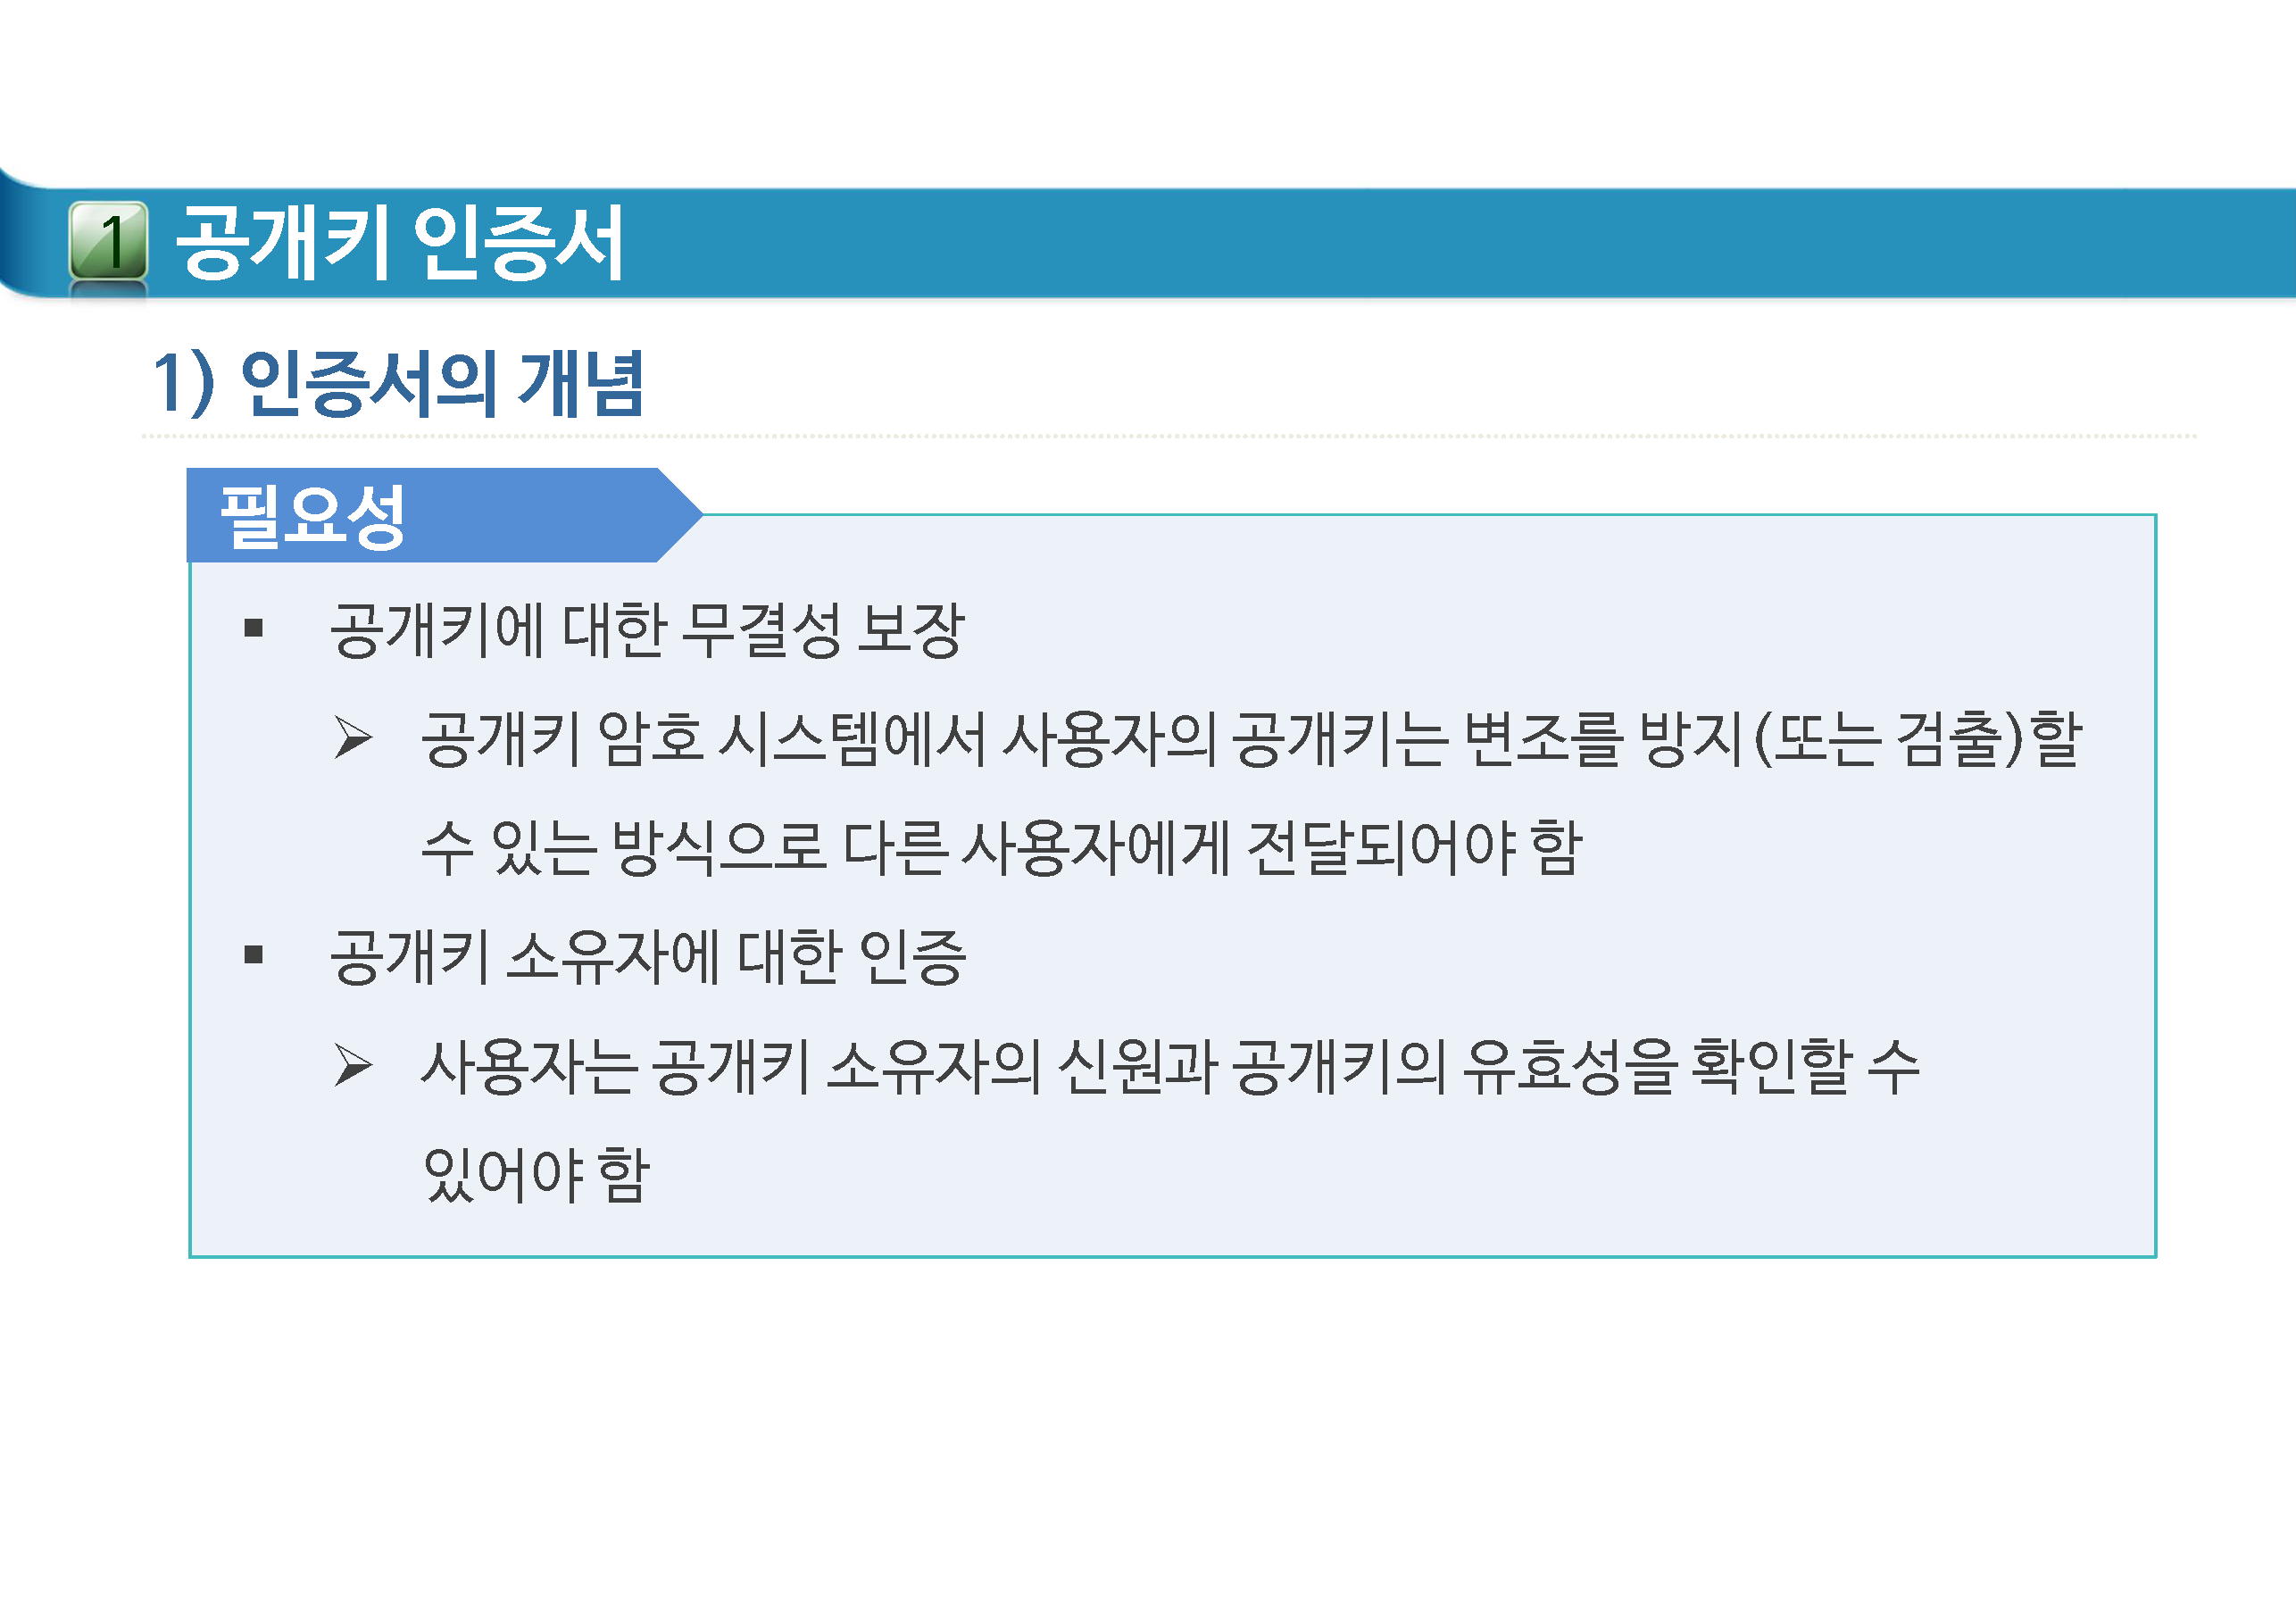 1 공개키 인증서
1) 인증서의 개념
필요성
▪ 공개키에 대한 무결성 보장
➢ 공개키 암호 시스템에서 사용자의 공개키는 변조를 방지(또는 검출)할
수 있는 방식으로 다른 사용자에게 전달되어야 함
▪ 공개키 소유자에 대한 인증
➢ 사용자는 공개키 소유자의 신원과 공개키의 유효성을 확인할 수
있어야 함